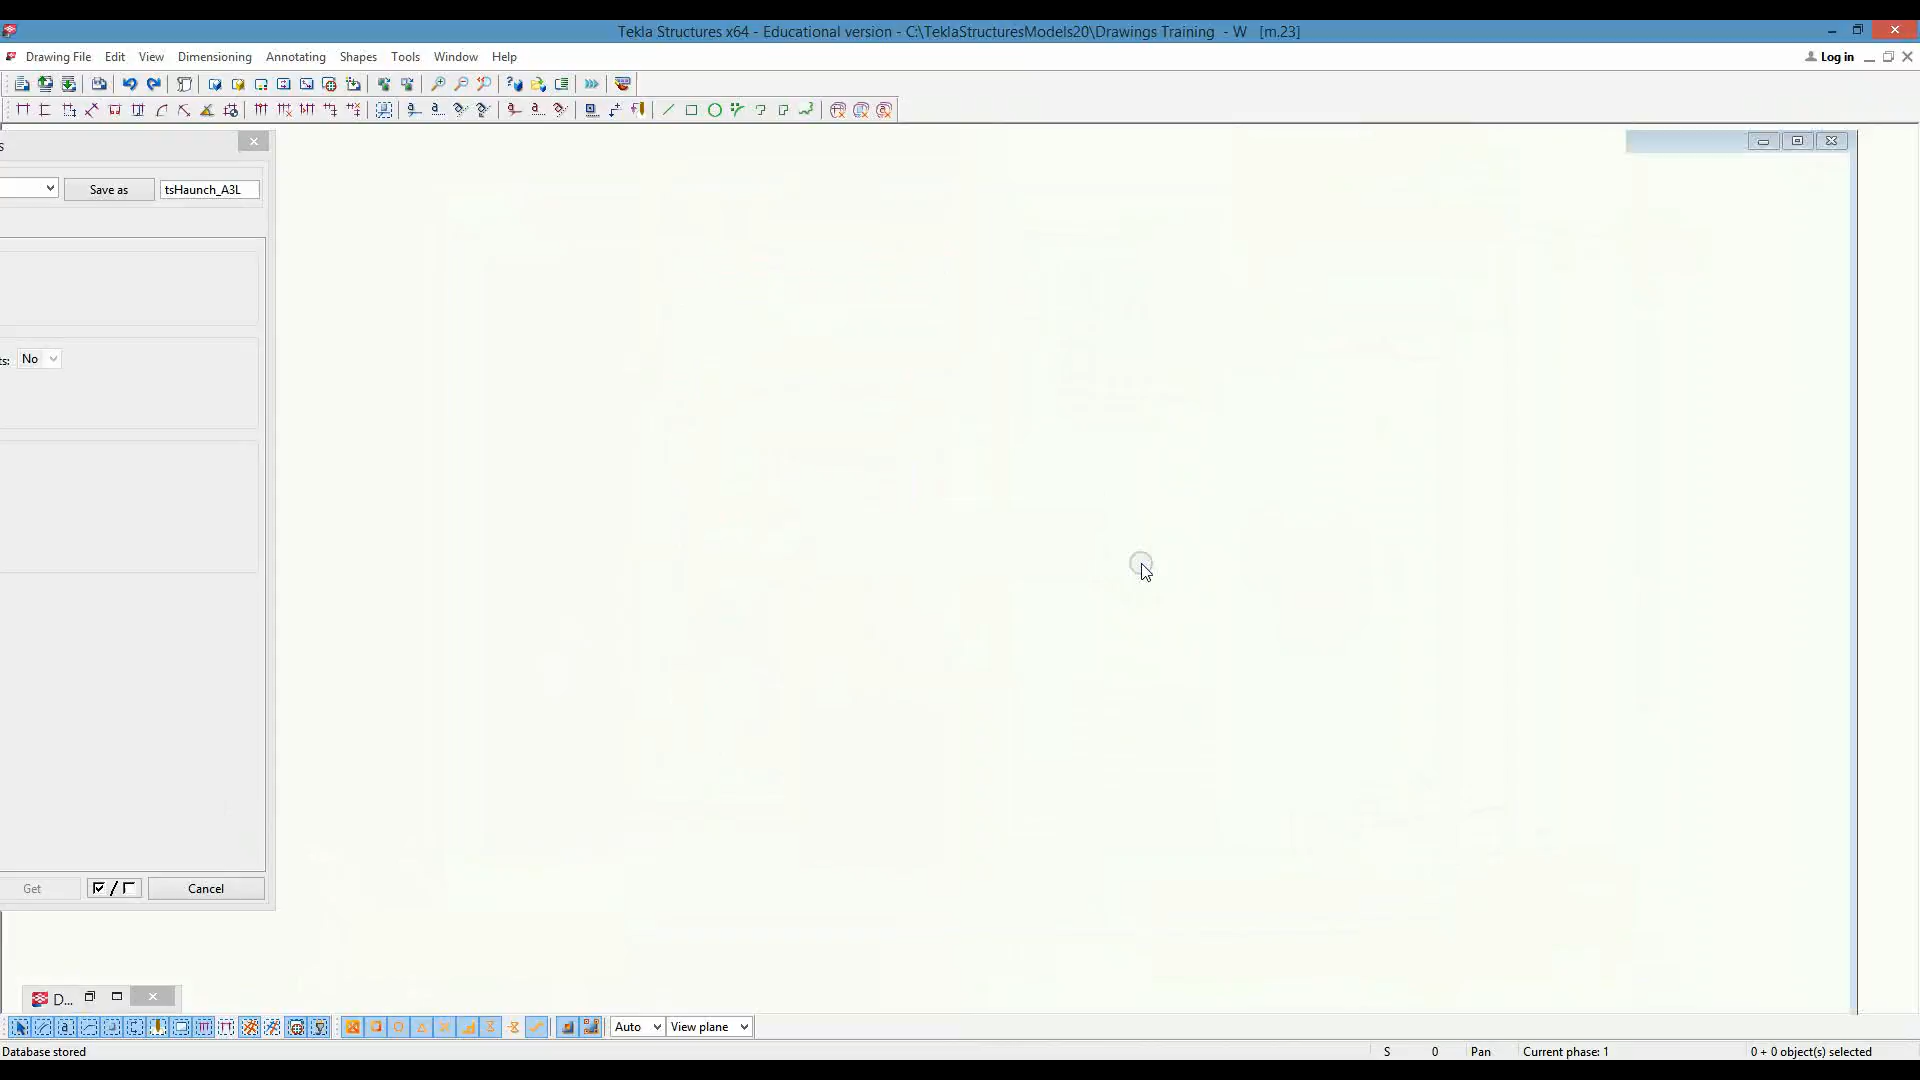 Tekla Structures x64 - Educational version - C:\TeklaStructuresModels20\Drawings Training - W [m.23]
Drawing File Edit View Dimensioning Annotating Shapes Tools Window Help
Log in
s
Save as
tsHaunch_A3L
ts:
No
Get
/
Cancel
D...
Auto
View plane
Database stored
S
0
Pan
Current phase: 1
0 + 0 object(s) selected